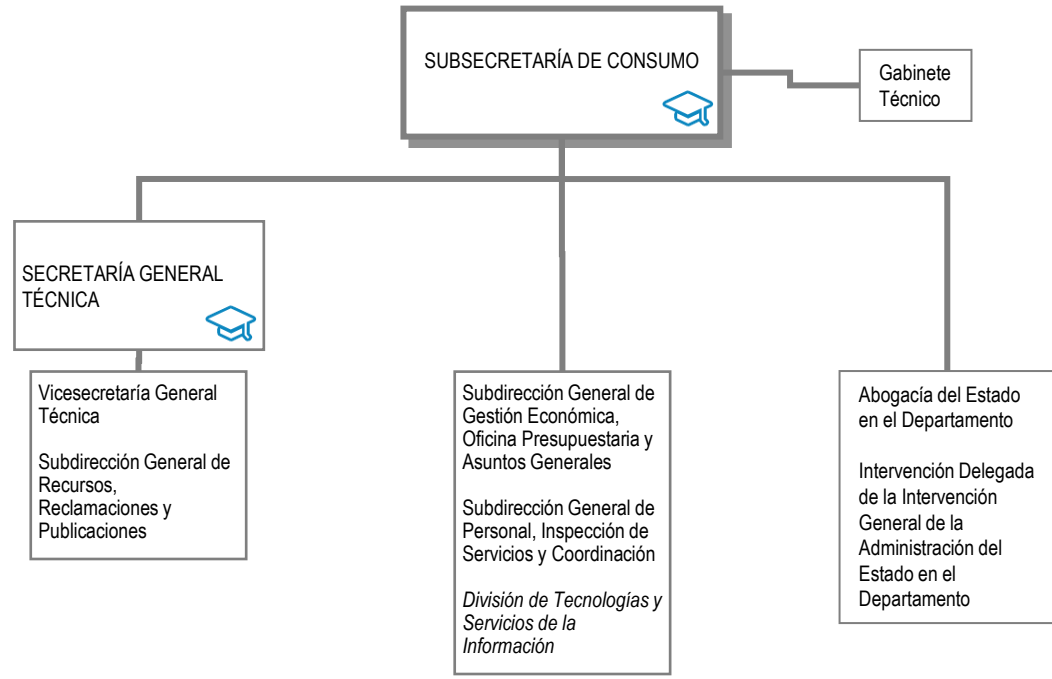 SUBSECRETARÍA DE CONSUMO
Gabinete
Técnico
SECRETARÍA GENERAL
TÉCNICA
Vicesecretaría General
Técnica
Subdirección General de
Recursos,
Reclamaciones y
Publicaciones
Subdirección General de
Gestión Económica,
Oficina Presupuestaria y
Asuntos Generales
Subdirección General de
Personal, Inspección de
Servicios y Coordinación
División de Tecnologías y
Servicios de la
Información
Abogacía del Estado
en el Departamento
Intervención Delegada
de la Intervención
General de la
Administración del
Estado en el
Departamento